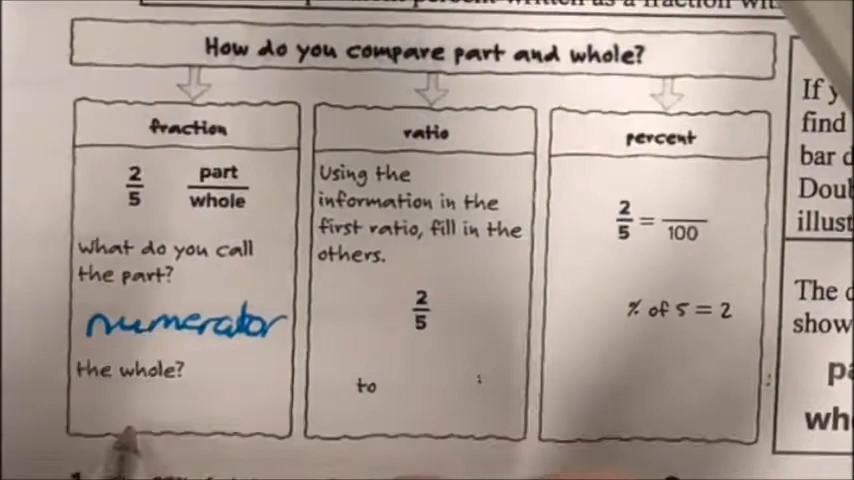 How do you compare part and whole?
fraction
2/5 part/whole
What do you call
the part?
numerator
the whole?
ratio
Using the
information in the
first ratio, fill in the
others.
2/5
to :
percent
2/5 = /100
% of 5 = 2
:
If y
find
bar d
Doub
illust
The d
show
pa
wh